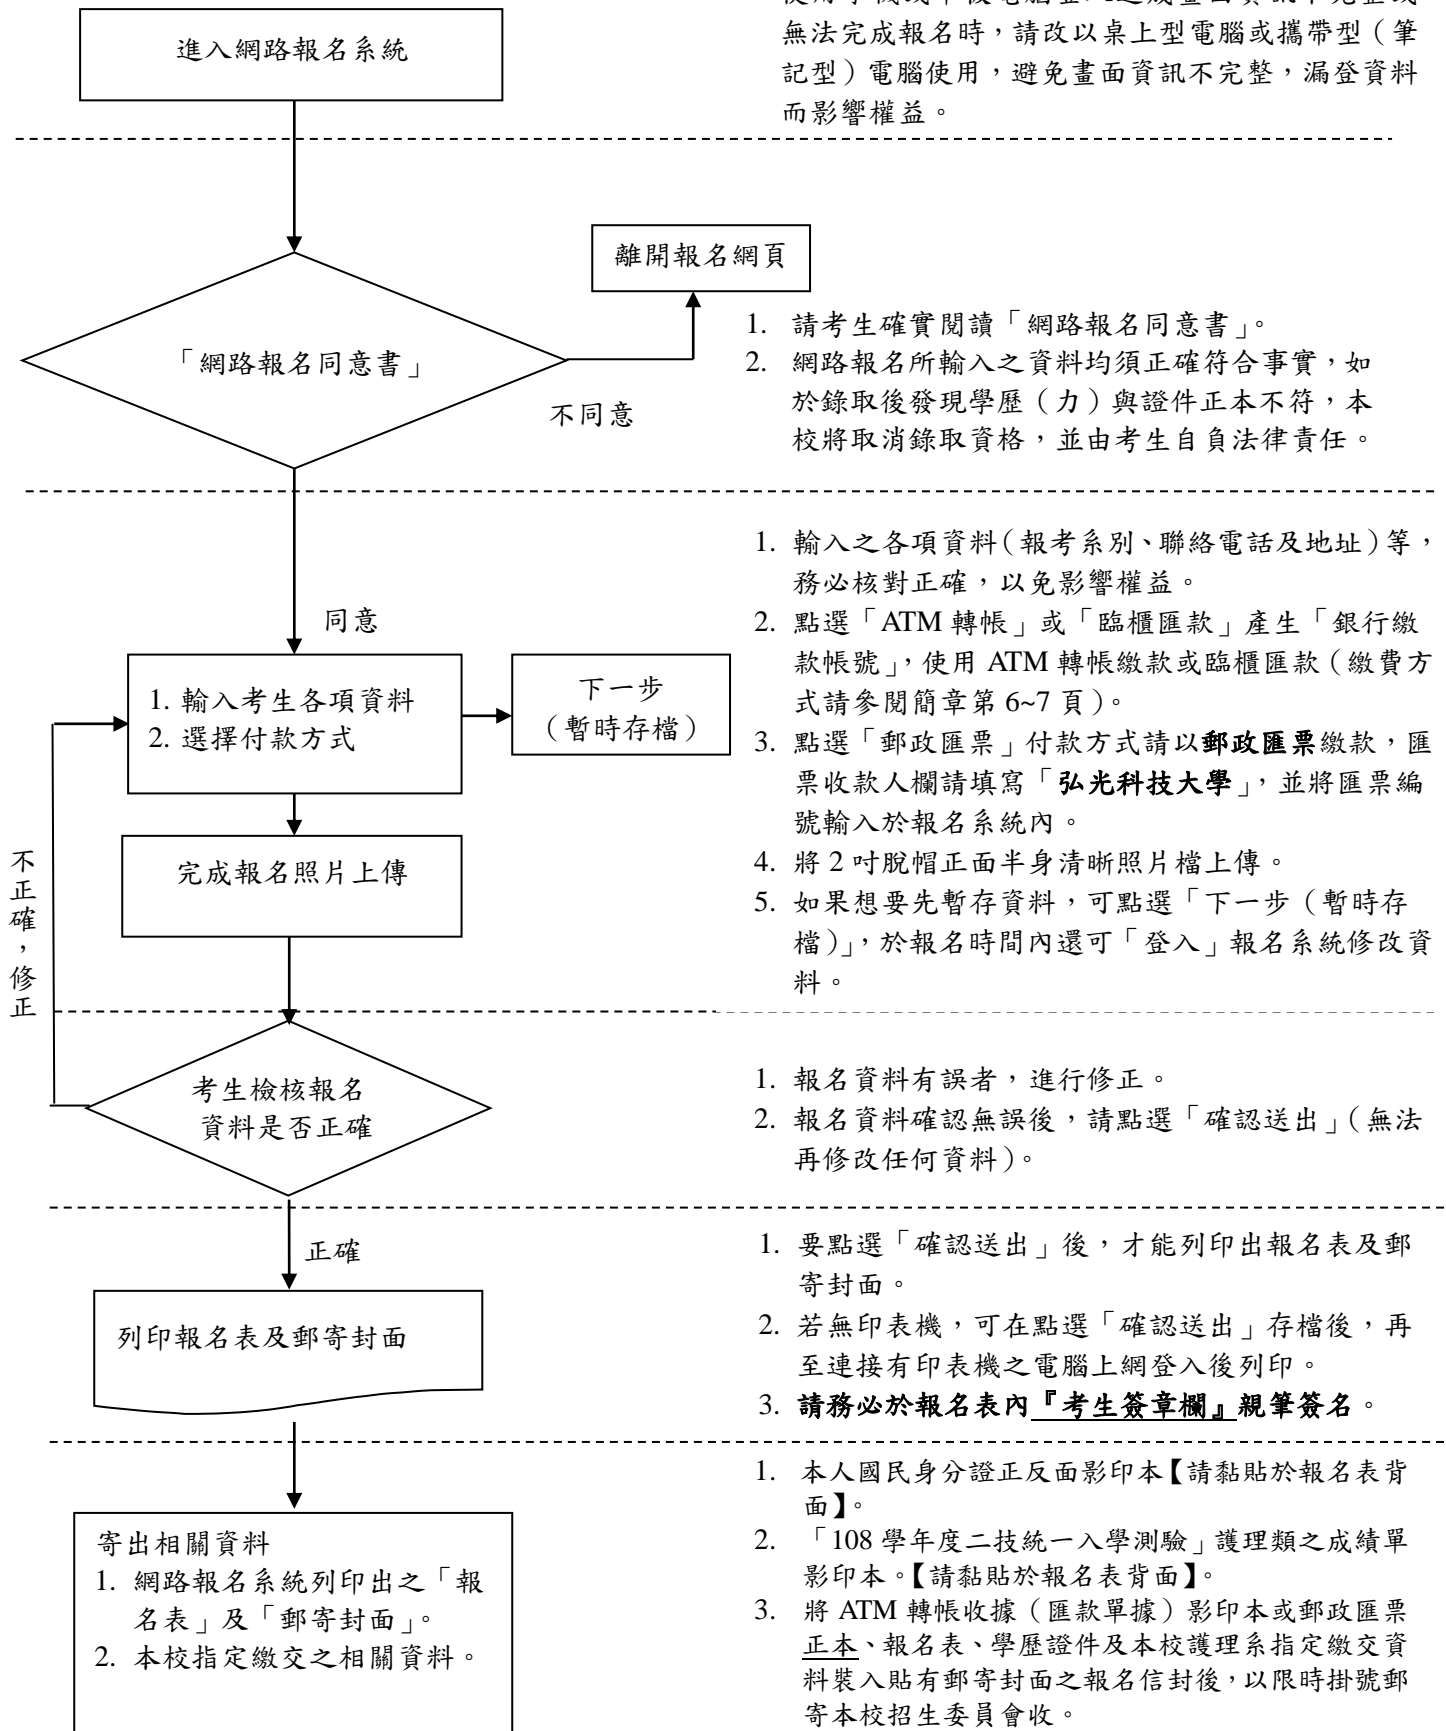 進入網路報名系統
無法完成報名時，請改以桌上型電腦或攜帶型（筆
記型）電腦使用，避免畫面資訊不完整，漏登資料
而影響權益。
離開報名網頁
「網路報名同意書」
不同意
1. 請考生確實閱讀「網路報名同意書」。
2. 網路報名所輸入之資料均須正確符合事實，如
於錄取後發現學歷（力）與證件正本不符，本
校將取消錄取資格，並由考生自負法律責任。
同意
1. 輸入考生各項資料
2. 選擇付款方式
下一步
（暫時存檔）
完成報名照片上傳
不正確，修正
1. 輸入之各項資料（報考系別、聯絡電話及地址）等，
務必核對正確，以免影響權益。
2. 點選「ATM 轉帳」或「臨櫃匯款」產生「銀行繳
款帳號」，使用 ATM 轉帳繳款或臨櫃匯款（繳費方
式請參閱簡章第 6~7 頁）。
3. 點選「郵政匯票」付款方式請以郵政匯票繳款，匯
票收款人欄請填寫「弘光科技大學」，並將匯票編
號輸入於報名系統內。
4. 將 2 吋脫帽正面半身清晰照片檔上傳。
5. 如果想要先暫存資料，可點選「下一步（暫時存
檔）」，於報名時間內還可「登入」報名系統修改資
料。
考生檢核報名
資料是否正確
1. 報名資料有誤者，進行修正。
2. 報名資料確認無誤後，請點選「確認送出」（無法
再修改任何資料）。
正確
列印報名表及郵寄封面
1. 要點選「確認送出」後，才能列印出報名表及郵
寄封面。
2. 若無印表機，可在點選「確認送出」存檔後，再
至連接有印表機之電腦上網登入後列印。
3. 請務必於報名表內『考生簽章欄』親筆簽名。
寄出相關資料
1. 網路報名系統列印出之「報
名表」及「郵寄封面」。
2. 本校指定繳交之相關資料。
1. 本人國民身分證正反面影印本【請黏貼於報名表背
面】。
2. 「108 學年度二技統一入學測驗」護理類之成績單
影印本。【請黏貼於報名表背面】。
3. 將 ATM 轉帳收據（匯款單據）影印本或郵政匯票
正本、報名表、學歷證件及本校護理系指定繳交資
料裝入貼有郵寄封面之報名信封後，以限時掛號郵
寄本校招生委員會收。